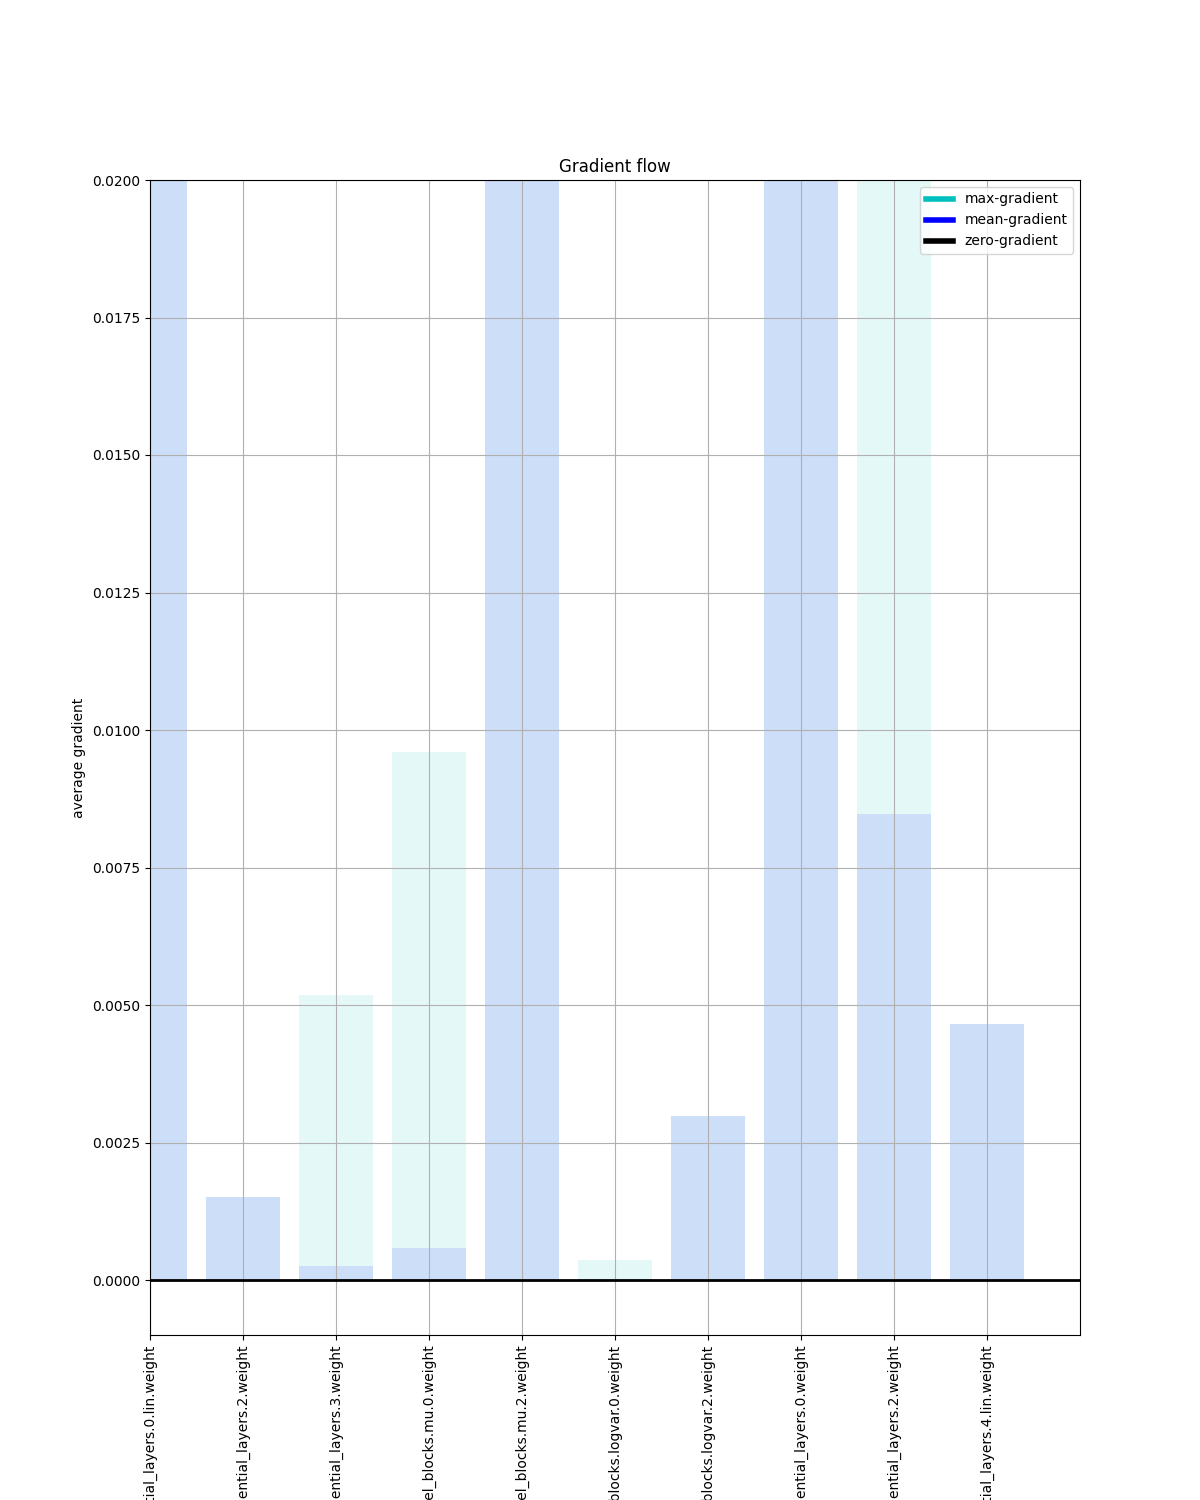 Gradient flow
max-gradient
mean-gradient
zero-gradient
0.0200
0.0175
0.0150
0.0125
0.0100
0.0075
0.0050
0.0025
0.0000
average gradient
tial_layers.0.lin.weight
ential_layers.2.weight
ential_layers.3.weight
el_blocks.mu.0.weight
el_blocks.mu.2.weight
blocks.logvar.0.weight
blocks.logvar.2.weight
ential_layers.0.weight
ential_layers.2.weight
tial_layers.4.lin.weight